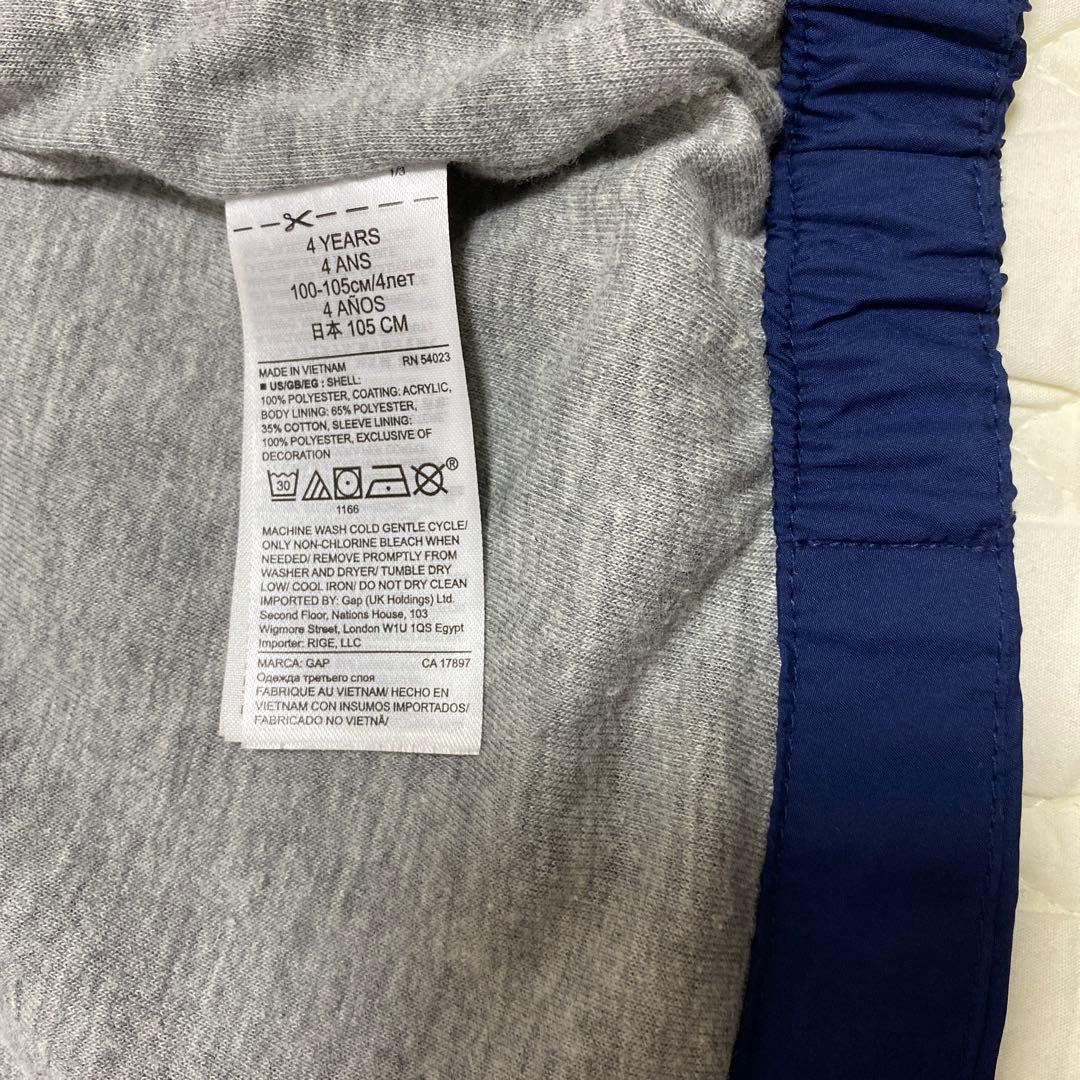 1/3
4 YEARS
4 ANS
100-105см/4лет
4 AÑOS
日本 105 CM
MADE IN VIETNAM RN 54023
■ US/GB/EG : SHELL:
100% POLYESTER, COATING: ACRYLIC,
BODY LINING: 65% POLYESTER,
35% COTTON, SLEEVE LINING:
100% POLYESTER, EXCLUSIVE OF
DECORATION
30
®
1166
MACHINE WASH COLD GENTLE CYCLE/
ONLY NON-CHLORINE BLEACH WHEN
NEEDED/ REMOVE PROMPTLY FROM
WASHER AND DRYER/ TUMBLE DRY
LOW/ COOL IRON/ DO NOT DRY CLEAN
IMPORTED BY: Gap (UK Holdings) Ltd.
Second Floor, Nations House, 103
Wigmore Street, London W1U 1QS Egypt
Importer: RIGE, LLC
MARCA: GAP CA 17897
Одежда третьего слоя
FABRIQUE AU VIETNAM/ HECHO EN
VIETNAM CON INSUMOS IMPORTADOS/
FABRICADO NO VIETNÃ/